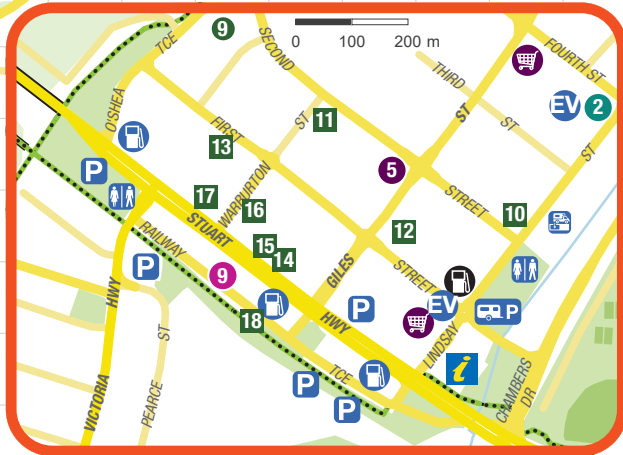 9
TCE
SECOND
0 100 200 m
FOURTH ST
THIRD
ST
EV
2
O'SHEA
11
ST
ST
FIRST
13
5
ST
P
WARBURTON
17
16
STREET
10
STUART
12
15
14
RAILWAY
P
9
GILES
STREET
HWY
EV
P
P
18
HWY
LINDSAY
ST
i
TCE
P
P
CHAMBERS
DR
VICTORIA
PEARCE